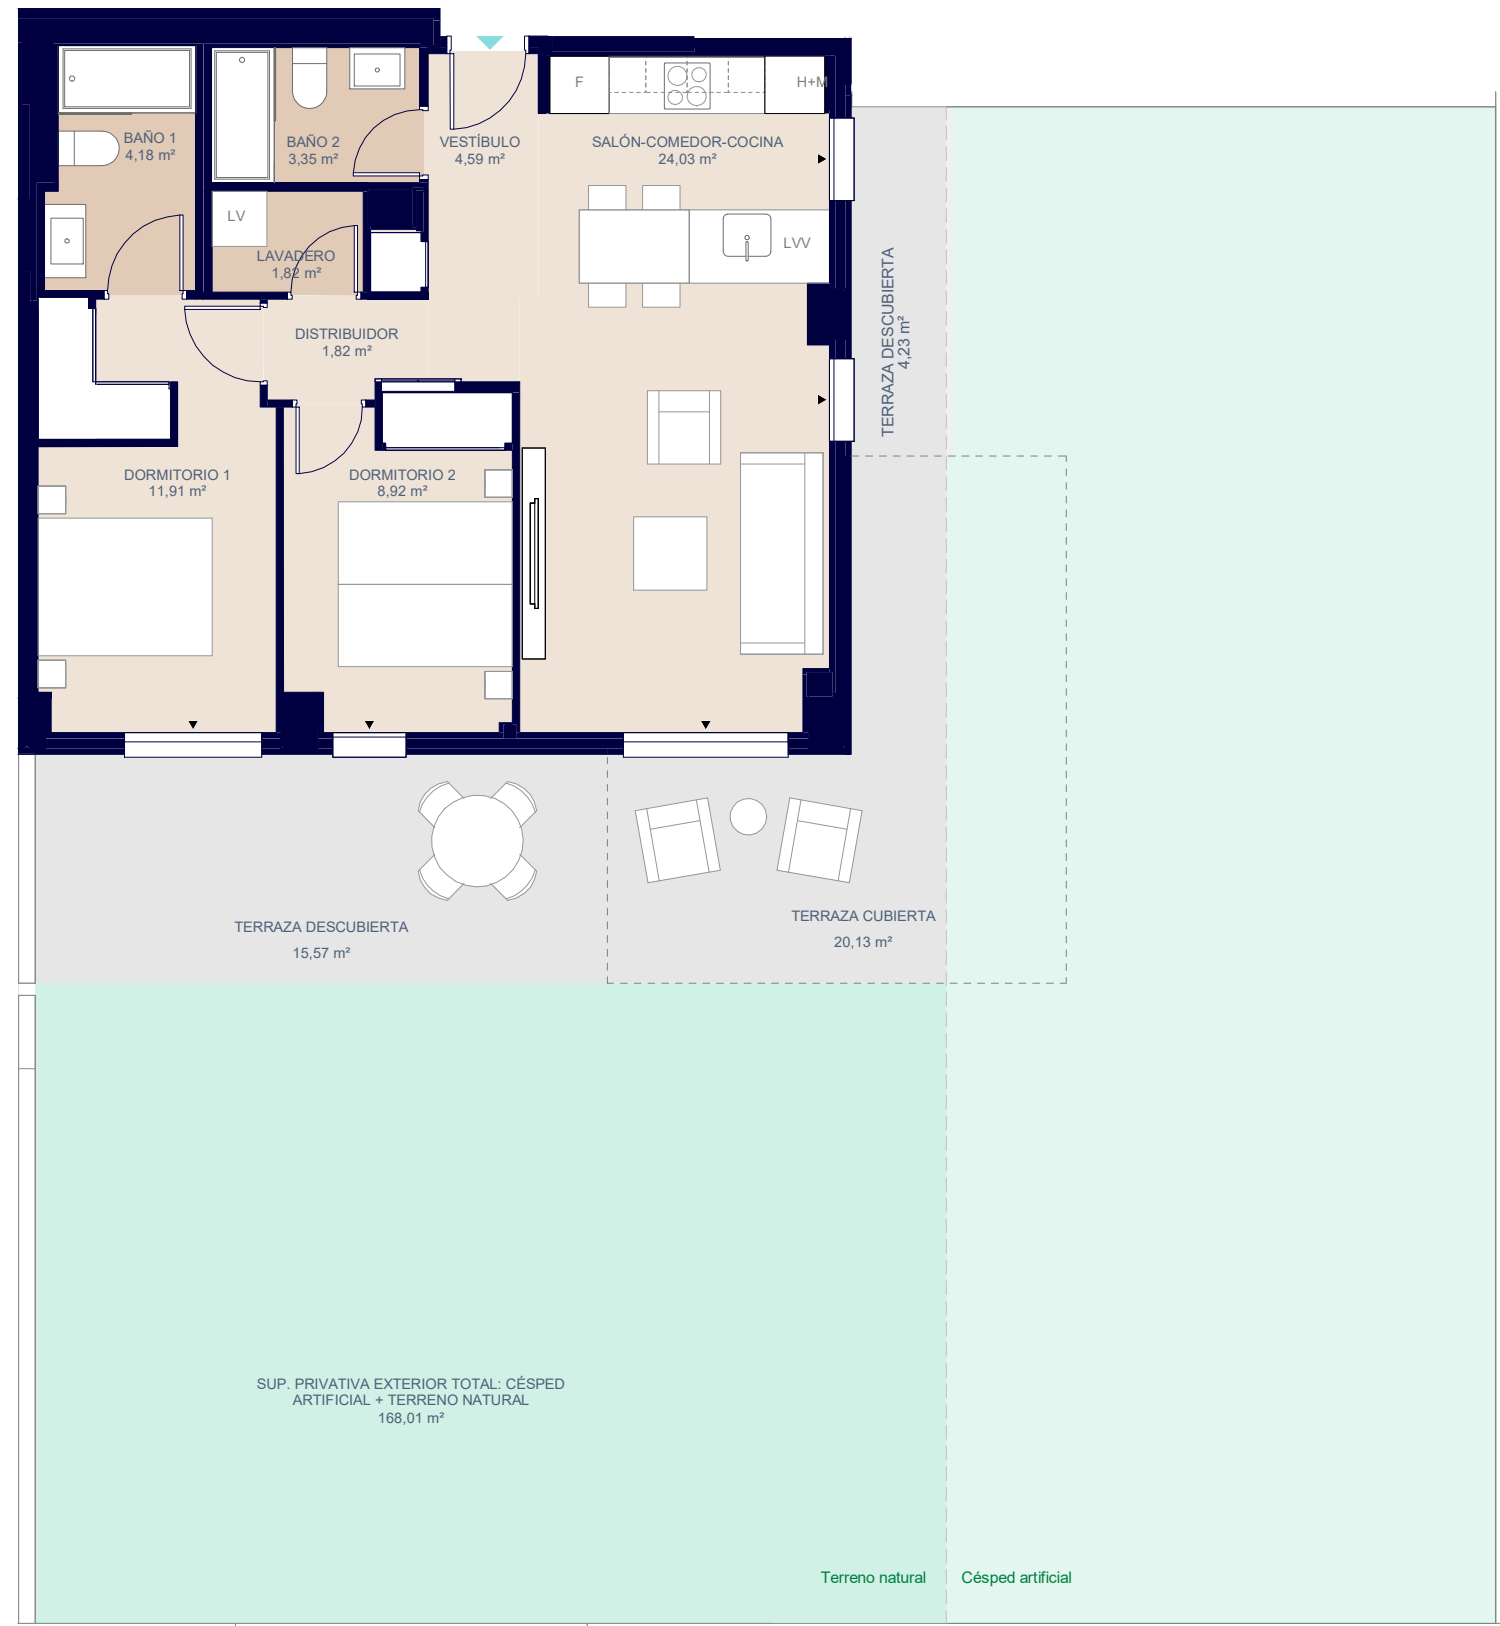 F
H+M
BAÑO 1
4,18 m²
BAÑO 2
3,35 m²
VESTÍBULO
4,59 m²
SALÓN-COMEDOR-COCINA
24,03 m²
LV
LVV
LAVADERO
1,82 m²
TERRAZA DESCUBIERTA
4,23 m²
DISTRIBUIDOR
1,82 m²
DORMITORIO 1
11,91 m²
DORMITORIO 2
8,92 m²
TERRAZA DESCUBIERTA
15,57 m²
TERRAZA CUBIERTA
20,13 m²
SUP. PRIVATIVA EXTERIOR TOTAL: CÉSPED
ARTIFICIAL + TERRENO NATURAL
168,01 m²
Terreno natural
Césped artificial